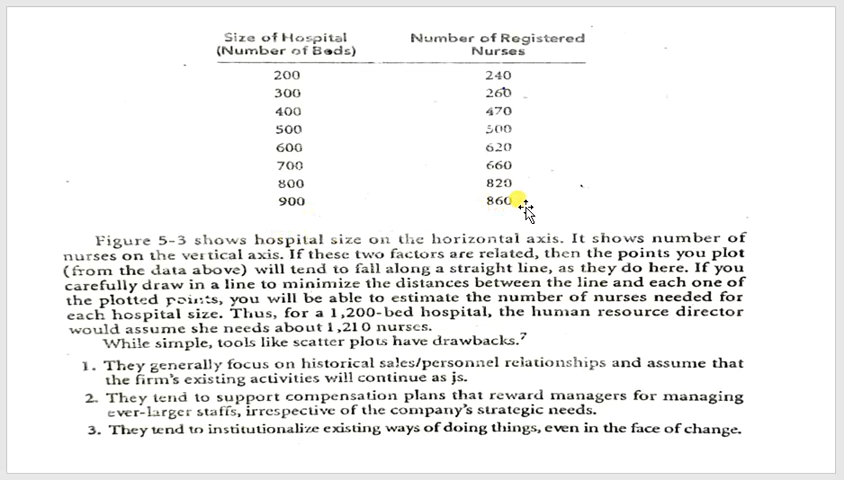 Size of Hospital Number of Registered
(Number of Beds) Nurses
200 240
300 260
400 470
500 500
600 620
700 660
800 820
900 860
Figure 5-3 shows hospital size on the horizontal axis. It shows number of
nurses on the vertical axis. If these two factors are related, then the points you plot
(from the data above) will tend to fall along a straight line, as they do here. If you
carefully draw in a line to minimize the distances between the line and each one of
the plotted points, you will be able to estimate the number of nurses needed for
each hospital size. Thus, for a 1,200-bed hospital, the human resource director
would assume she needs about 1,210 nurses.
While simple, tools like scatter plots have drawbacks.7
1. They generally focus on historical sales/personnel relationships and assume that
the firm's existing activities will continue as js.
2. They tend to support compensation plans that reward managers for managing
ever-larger staffs, irrespective of the company's strategic needs.
3. They tend to institutionalize existing ways of doing things, even in the face of change.